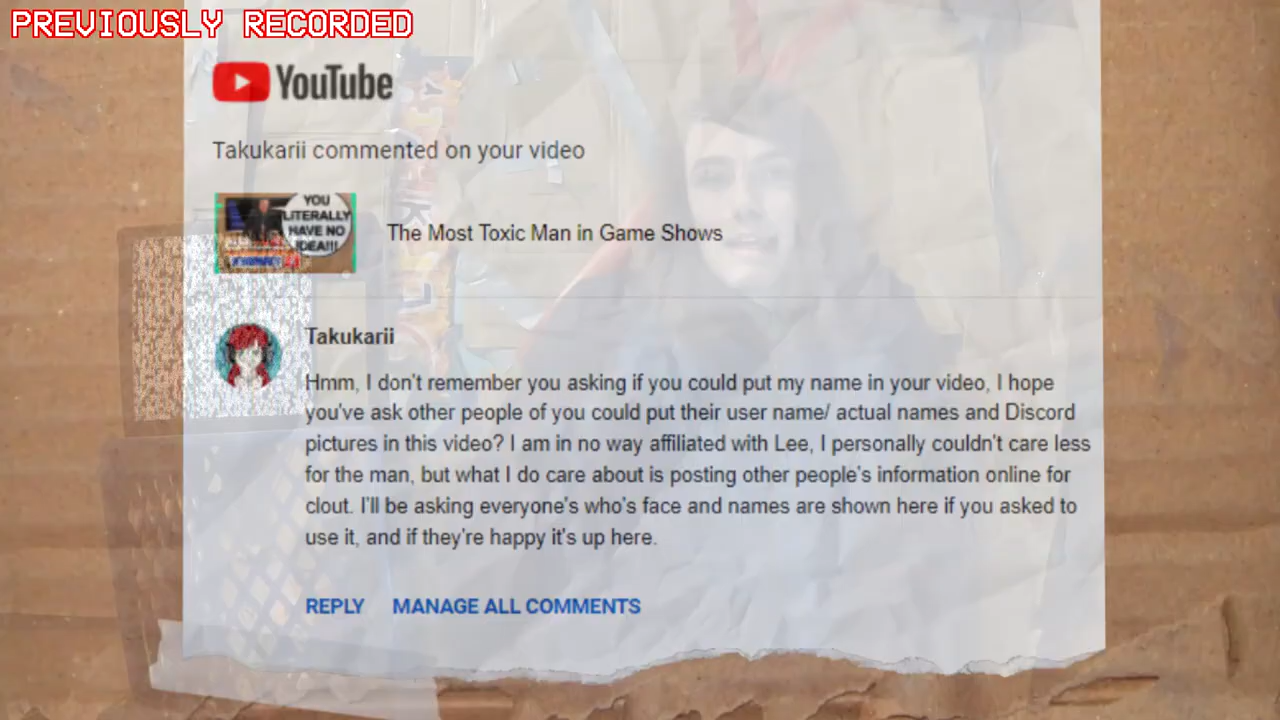 PREVIOUSLY RECORDED
YouTube
Takukarii commented on your video
YOU
LITERALLY
HAVE NO
IDEA!!!
The Most Toxic Man in Game Shows
Takukarii
Hmm, I don't remember you asking if you could put my name in your video, I hope
you've ask other people of you could put their user name/ actual names and Discord
pictures in this video? I am in no way affiliated with Lee, I personally couldn't care less
for the man, but what I do care about is posting other people's information online for
clout. I'll be asking everyone's who's face and names are shown here if you asked to
use it, and if they're happy it's up here.
REPLY MANAGE ALL COMMENTS